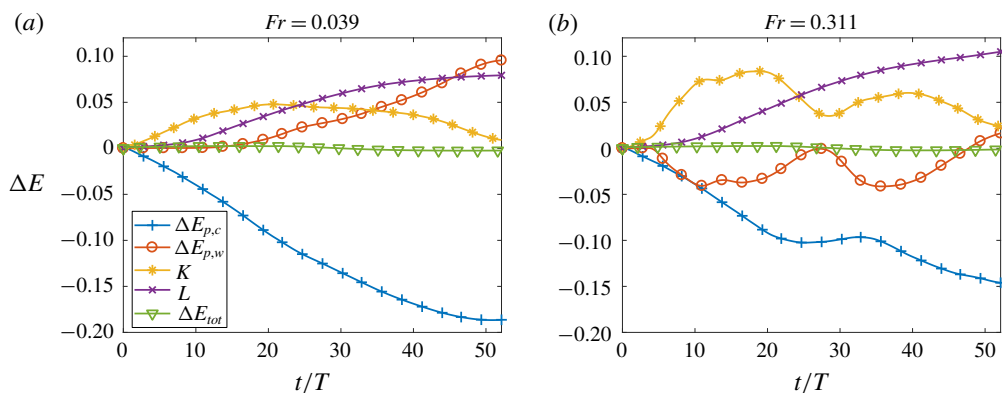 (a) Fr = 0.039
(b) Fr = 0.311
ΔE
0.10
0.05
0
−0.05
−0.10
−0.15
−0.20
ΔE_{p,c}
ΔE_{p,w}
K
L
ΔE_{tot}
0 10 20 30 40 50
t/T
0.10
0.05
0
−0.05
−0.10
−0.15
−0.20
0 10 20 30 40 50
t/T